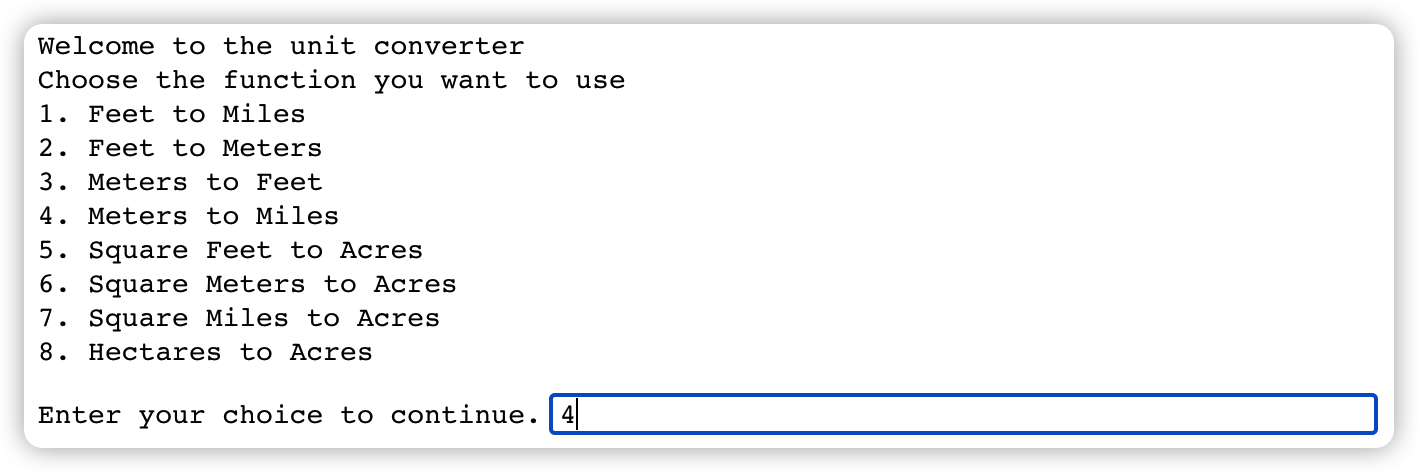 Welcome to the unit converter
Choose the function you want to use
1. Feet to Miles
2. Feet to Meters
3. Meters to Feet
4. Meters to Miles
5. Square Feet to Acres
6. Square Meters to Acres
7. Square Miles to Acres
8. Hectares to Acres
Enter your choice to continue. 4